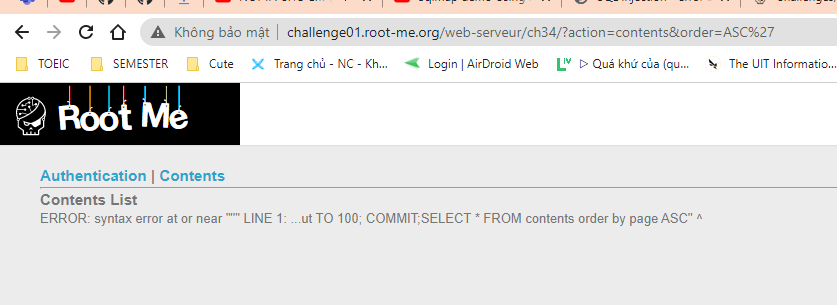 Không bảo mật | challenge01.root-me.org/web-serveur/ch34/?action=contents&order=ASC%27
TOEIC SEMESTER Cute Trang chủ - NC - Kh... Login | AirDroid Web ▷ Quá khứ của (qu... The UIT Informatio...
Root Me
Authentication | Contents
Contents List
ERROR: syntax error at or near "''" LINE 1: ...ut TO 100; COMMIT;SELECT * FROM contents order by page ASC'' ^